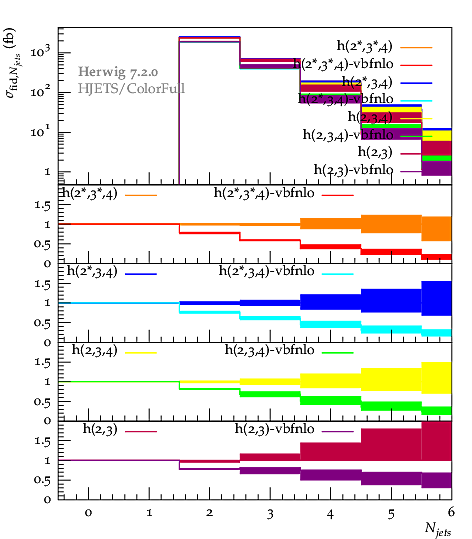 σfid,Njets (fb)
10³
10²
10¹
1
Herwig 7.2.0
HJETS/ColorFull
h(2*,3*,4)
h(2*,3*,4)-vbfnlo
h(2*,3,4)
h(2*,3,4)-vbfnlo
h(2,3,4)
h(2,3,4)-vbfnlo
h(2,3)
h(2,3)-vbfnlo
h(2*,3*,4) h(2*,3*,4)-vbfnlo
1.5
1
0.5
0
h(2*,3,4) h(2*,3,4)-vbfnlo
1.5
1
0.5
0
h(2,3,4) h(2,3,4)-vbfnlo
1.5
1
0.5
0
h(2,3) h(2,3)-vbfnlo
1.5
1
0.5
0
0 1 2 3 4 5 6
Njets